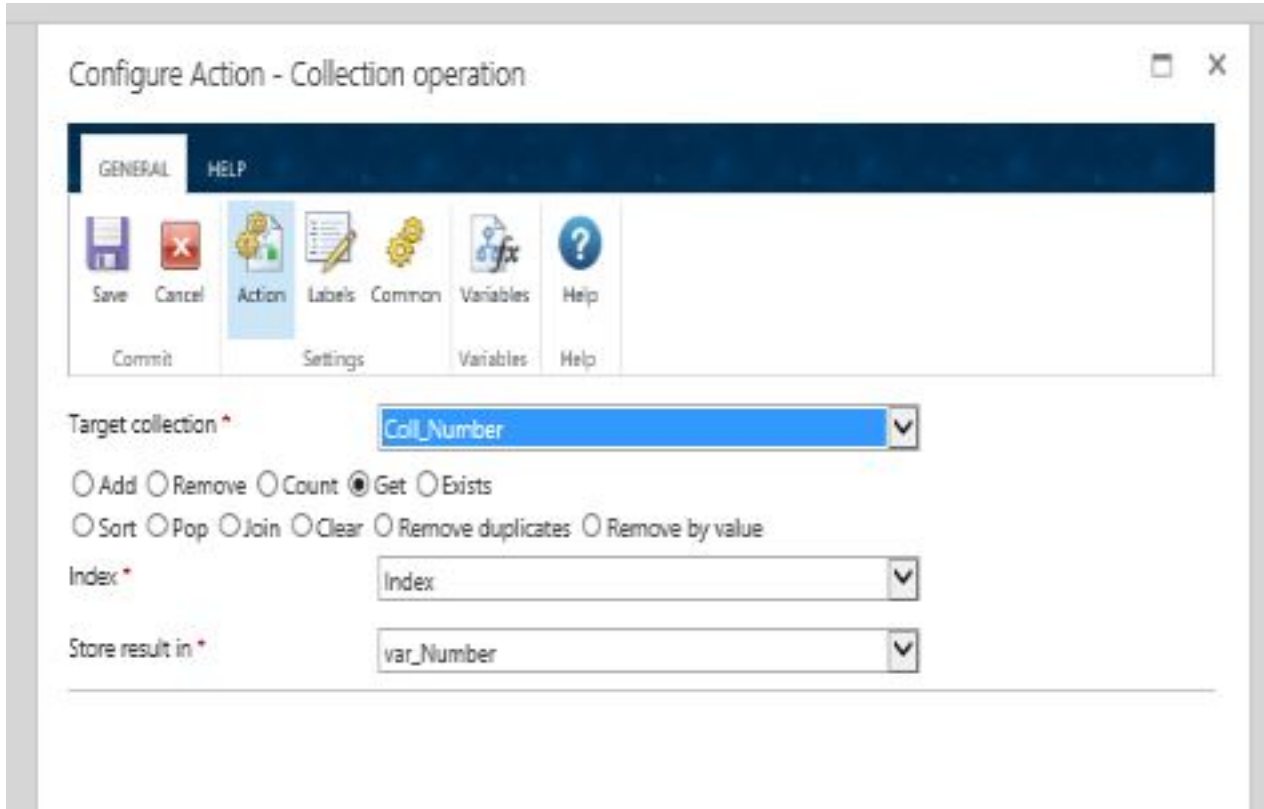 Configure Action - Collection operation
GENERAL HELP
Save Cancel Action Labels Common Variables Help
Commit Settings Variables Help
Target collection * Coll_Number
Add Remove Count Get Exists
Sort Pop Join Clear Remove duplicates Remove by value
Index * Index
Store result in * var_Number